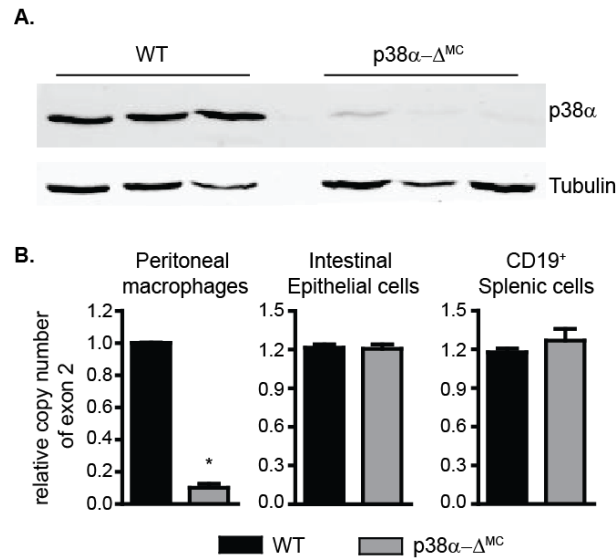 A.
WT p38α−Δᴹᶜ
p38α
Tubulin
B.
Peritoneal macrophages
Intestinal Epithelial cells
CD19⁺ Splenic cells
relative copy number of exon 2
1.2
1.0
0.8
0.6
0.4
0.2
0.0
*
1.5
1.2
0.9
0.6
0.3
0.0
1.5
1.2
0.9
0.6
0.3
0.0
WT p38α−Δᴹᶜ